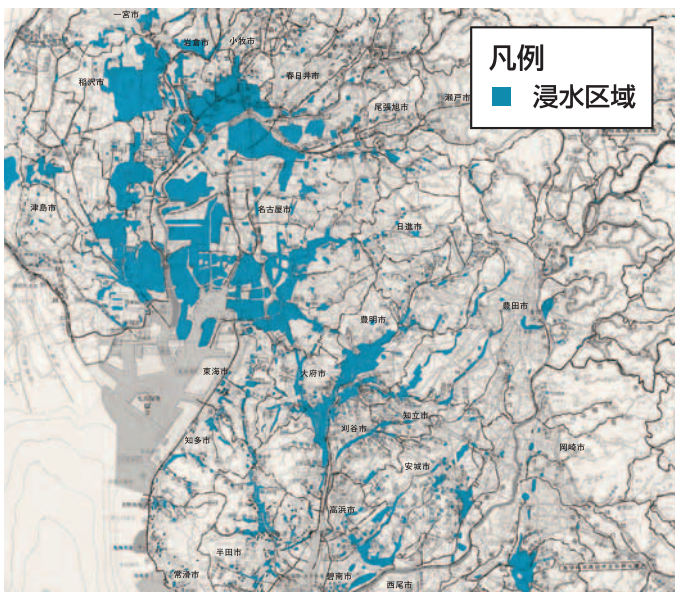 凡例
浸水区域
一宮市
岩倉市
小牧市
稲沢市
春日井市
尾張旭市
瀬戸市
津島市
名古屋市
日進市
豊明市
豊田市
東海市
大府市
知多市
刈谷市
知立市
安城市
岡崎市
高浜市
半田市
常滑市
碧南市
西尾市